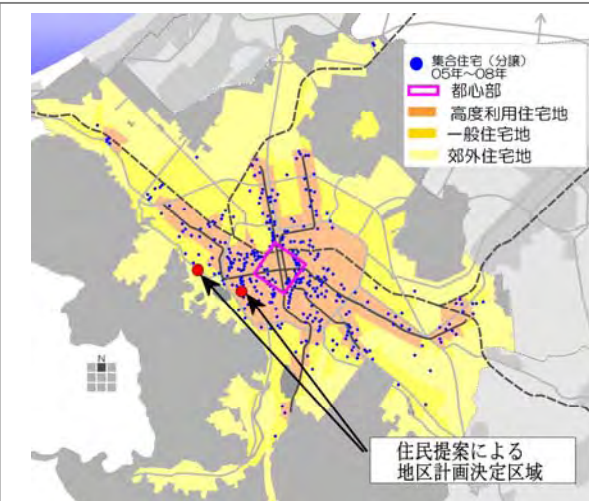 集合住宅（分譲）
05年～08年
都心部
高度利用住宅地
一般住宅地
郊外住宅地
N
住民提案による
地区計画決定区域